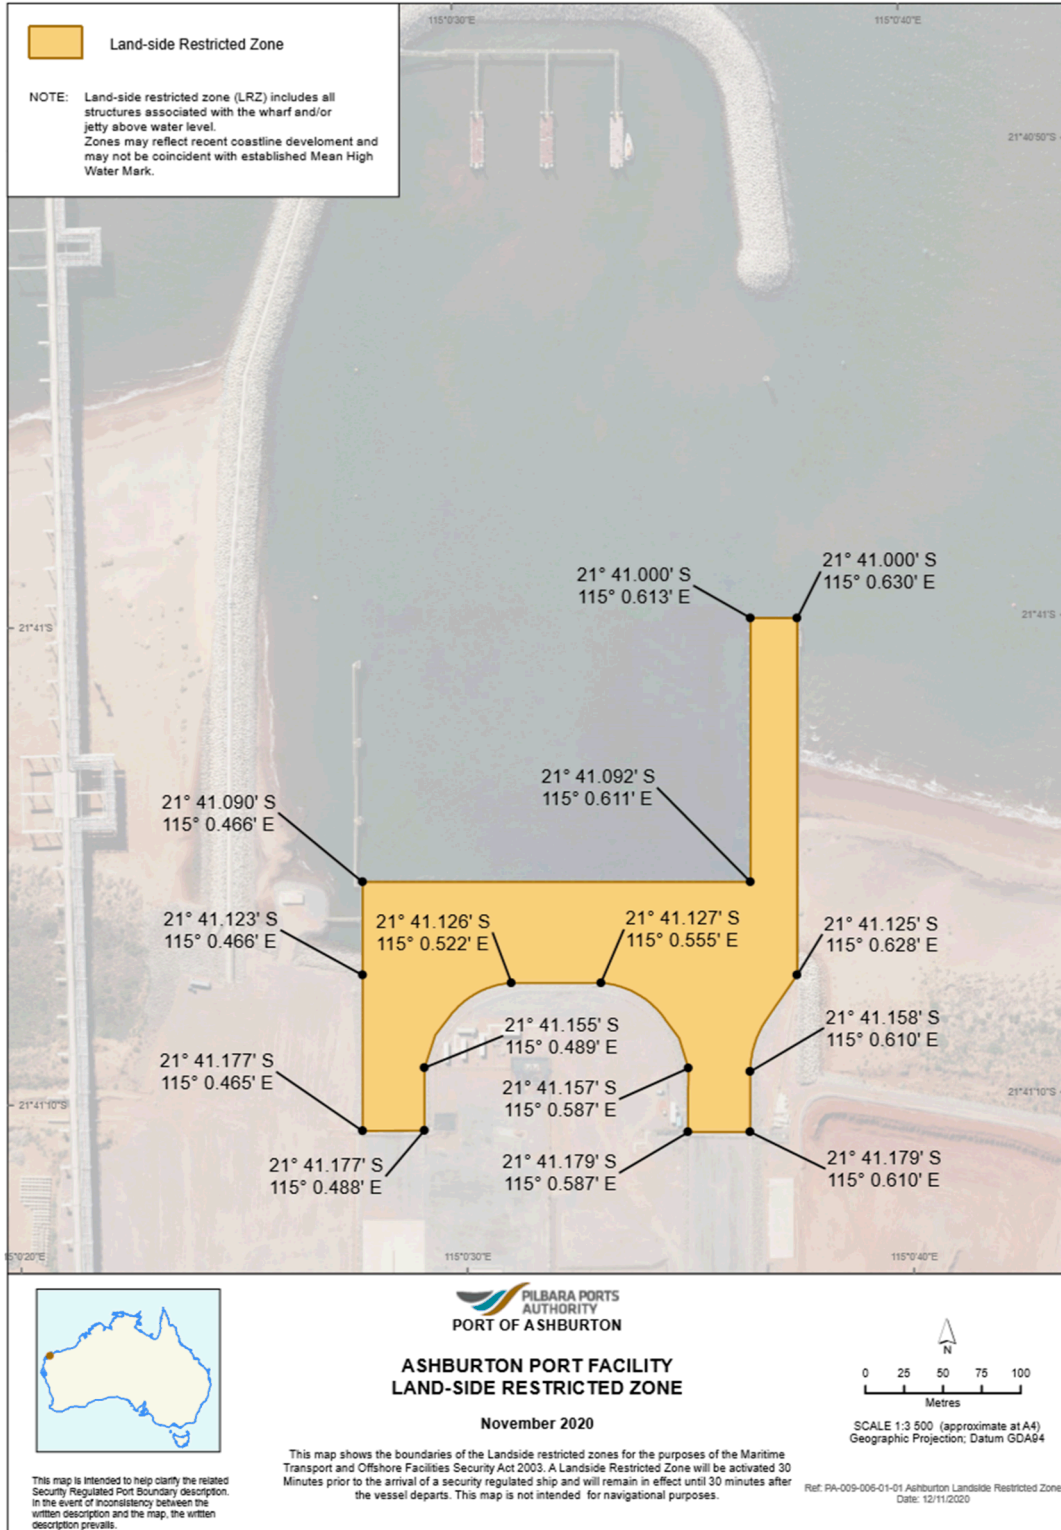 Land-side Restricted Zone
NOTE: Land-side restricted zone (LRZ) includes all
structures associated with the wharf and/or
jetty above water level.
Zones may reflect recent coastline develoment and
may not be coincident with established Mean High
Water Mark.
115°0'30"E
115°0'40"E
21°40'50"S
21° 41.000' S
115° 0.613' E
21° 41.000' S
115° 0.630' E
21°41'S
21°41'S
21° 41.092' S
115° 0.611' E
21° 41.090' S
115° 0.466' E
21° 41.123' S
115° 0.466' E
21° 41.126' S
115° 0.522' E
21° 41.127' S
115° 0.555' E
21° 41.125' S
115° 0.628' E
21° 41.155' S
115° 0.489' E
21° 41.158' S
115° 0.610' E
21° 41.177' S
115° 0.465' E
21° 41.157' S
115° 0.587' E
21°41'10"S
21°41'10"S
21° 41.177' S
115° 0.488' E
21° 41.179' S
115° 0.587' E
21° 41.179' S
115° 0.610' E
115°0'20"E
115°0'30"E
115°0'40"E
PILBARA PORTS
AUTHORITY
PORT OF ASHBURTON
ASHBURTON PORT FACILITY
LAND-SIDE RESTRICTED ZONE
November 2020
This map shows the boundaries of the Landside restricted zones for the purposes of the Maritime
Transport and Offshore Facilities Security Act 2003. A Landside Restricted Zone will be activated 30
Minutes prior to the arrival of a security regulated ship and will remain in effect until 30 minutes after
the vessel departs. This map is not intended for navigational purposes.
This map is intended to help clarify the related
Security Regulated Port Boundary description.
In the event of inconsistency between the
written description and the map, the written
description prevails.
N
0 25 50 75 100
Metres
SCALE 1:3 500 (approximate at A4)
Geographic Projection; Datum GDA94
Ref: PA-009-006-01-01 Ashburton Landside Restricted Zone
Date: 12/11/2020